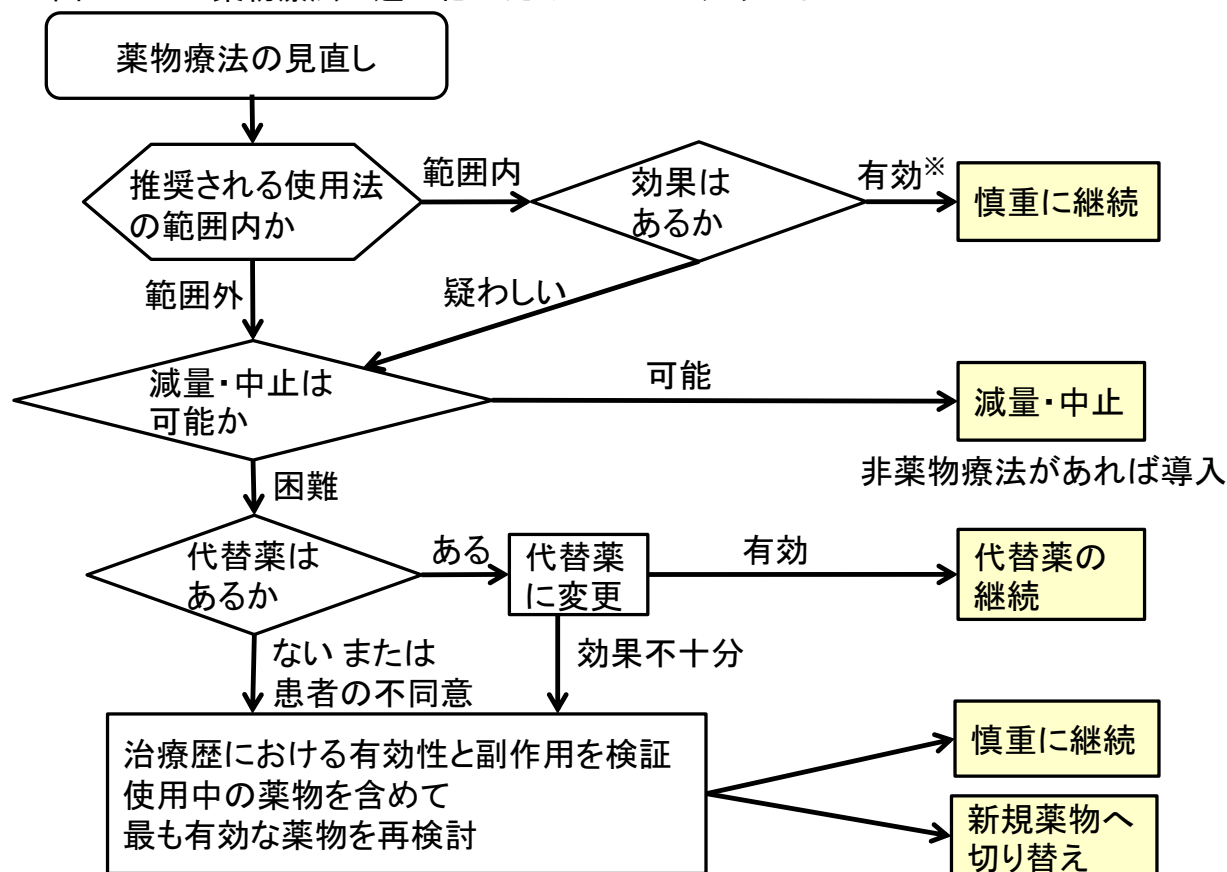 薬物療法の見直し
推奨される使用法
の範囲内か
範囲内
効果は
あるか
有効※
慎重に継続
範囲外
疑わしい
減量・中止は
可能か
可能
減量・中止
非薬物療法があれば導入
困難
代替薬は
あるか
ある
代替薬
に変更
有効
代替薬の
継続
ない または
患者の不同意
効果不十分
治療歴における有効性と副作用を検証
使用中の薬物を含めて
最も有効な薬物を再検討
慎重に継続
新規薬物へ
切り替え